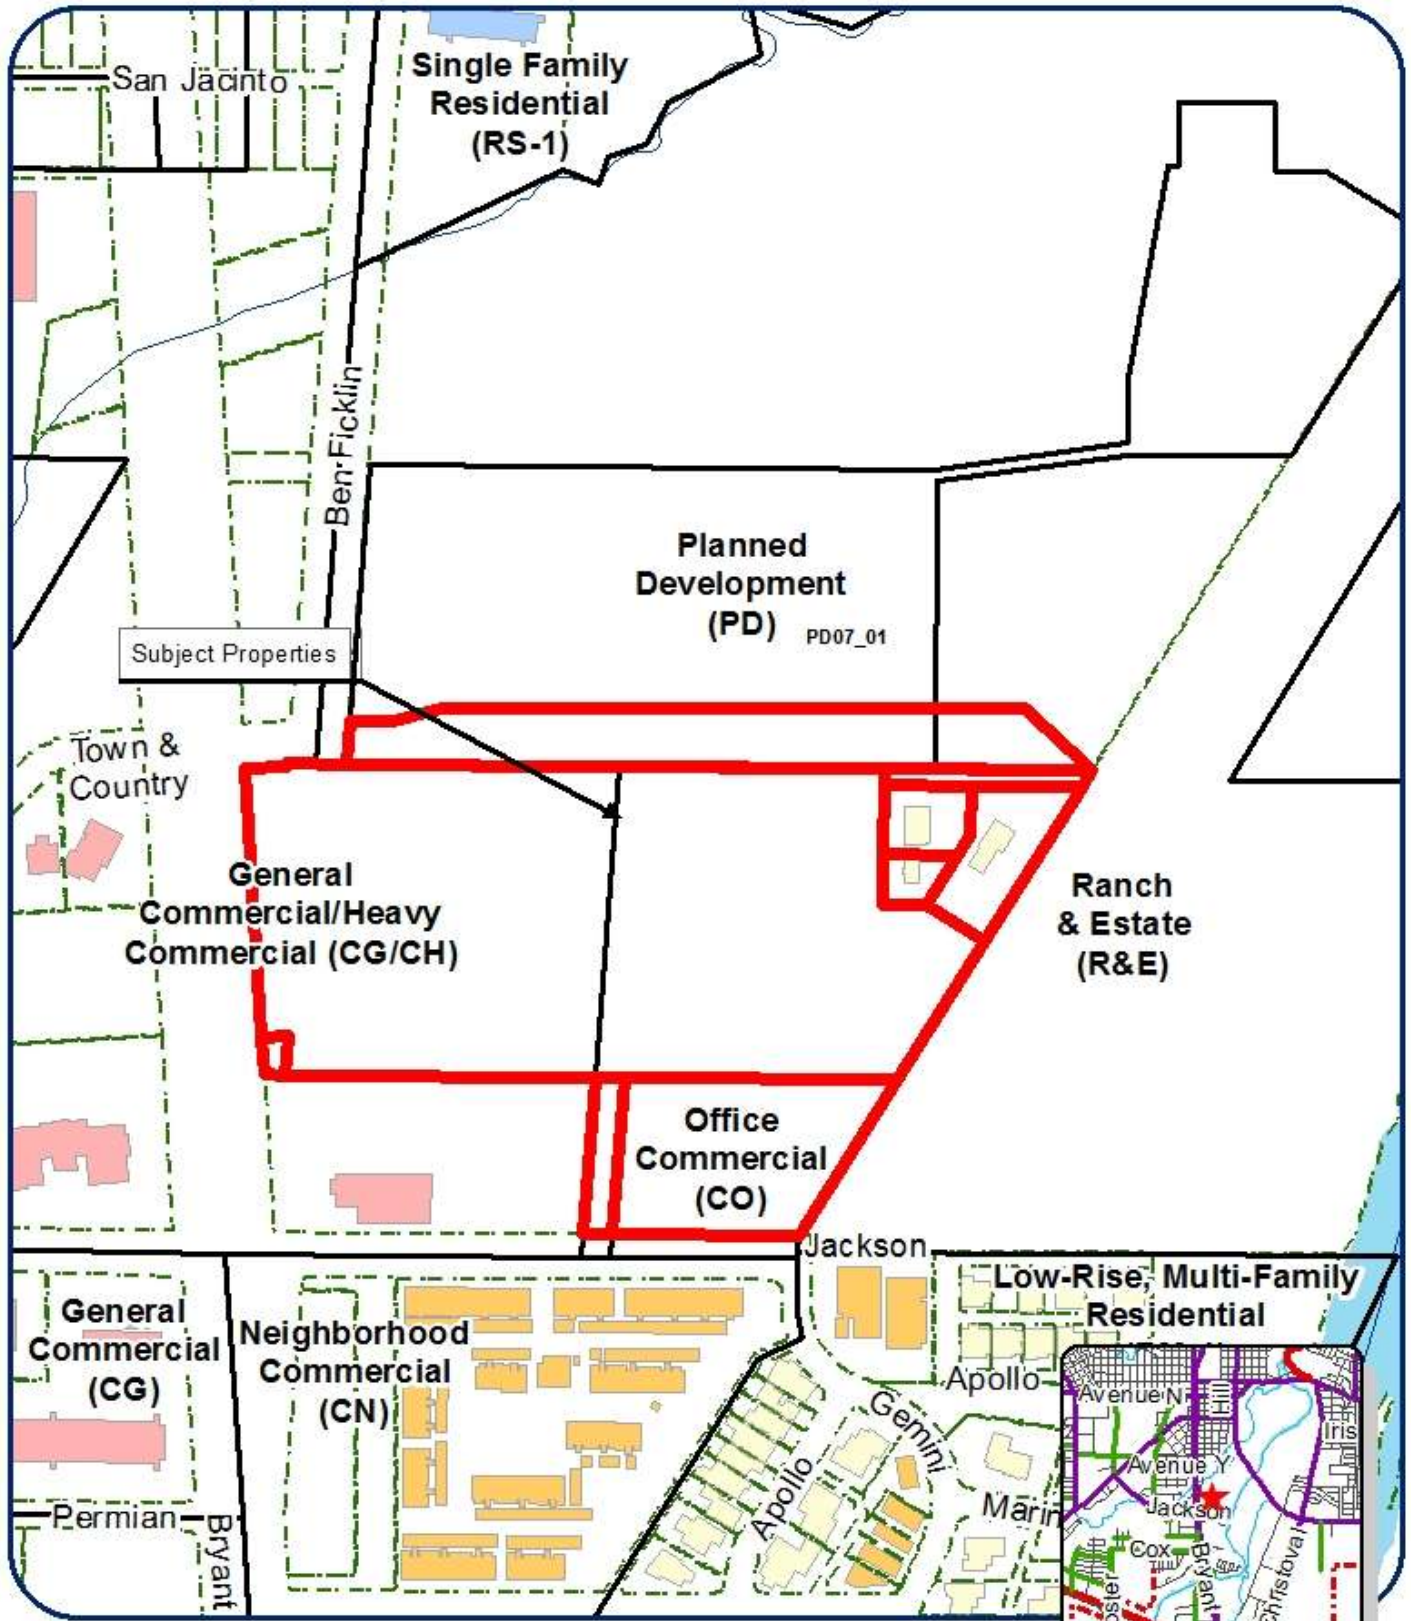 San Jacinto
Single Family
Residential
(RS-1)
Ben Ficklin
Planned
Development
(PD)
PD07_01
Subject Properties
Town &
Country
General
Commercial/Heavy
Commercial (CG/CH)
Ranch
& Estate
(R&E)
Office
Commercial
(CO)
Jackson
Low-Rise, Multi-Family
Residential
General
Commercial
(CG)
Neighborhood
Commercial
(CN)
Apollo
Gemini
Apollo
Permian
Bryant
Avenue N
Hill
Iris
Avenue Y
Jackson
Cox
Bryant